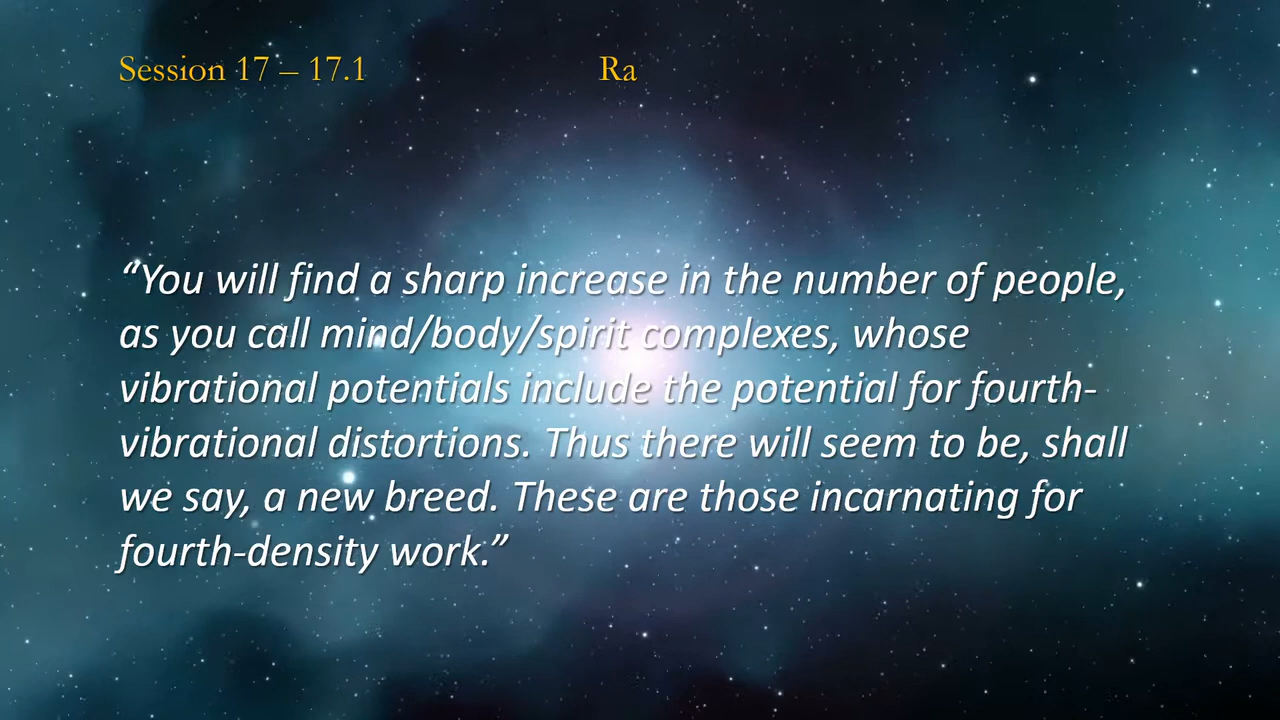 Session 17 – 17.1 Ra
“You will find a sharp increase in the number of people,
as you call mind/body/spirit complexes, whose
vibrational potentials include the potential for fourth-
vibrational distortions. Thus there will seem to be, shall
we say, a new breed. These are those incarnating for
fourth-density work.”